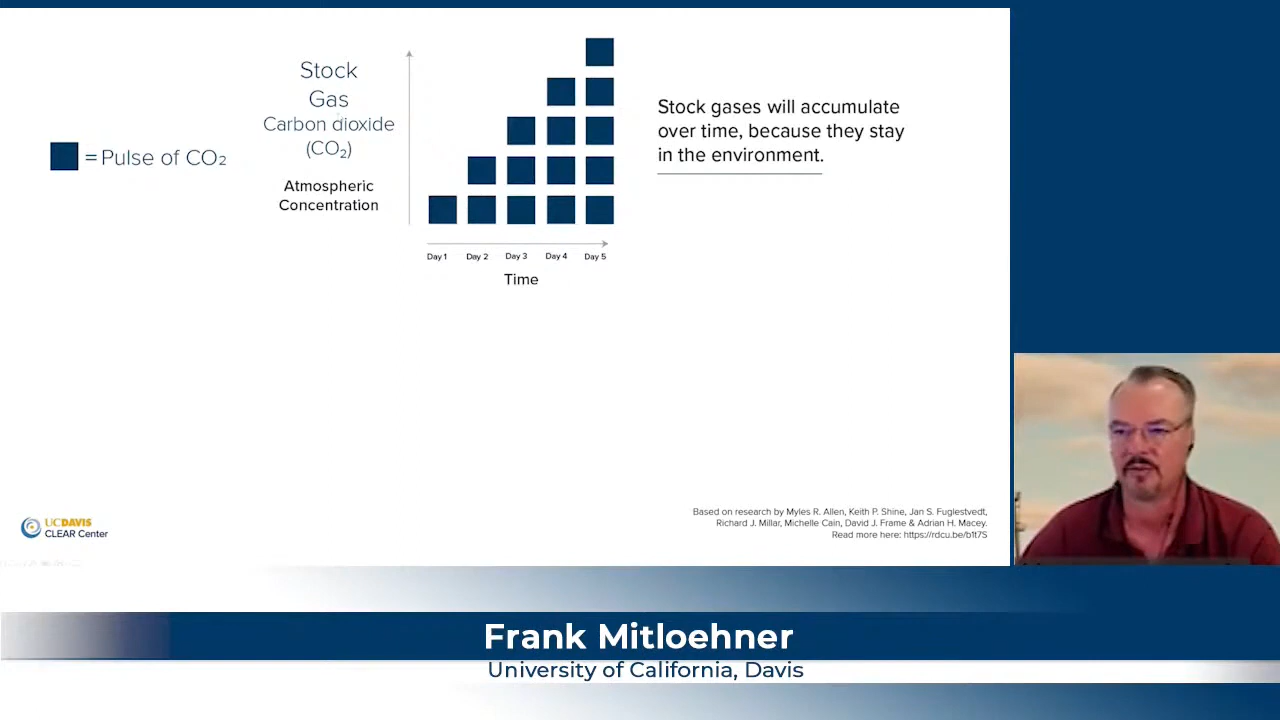 = Pulse of CO₂
Stock
Gas
Carbon dioxide
(CO₂)
Atmospheric
Concentration
Day 1 Day 2 Day 3 Day 4 Day 5
Time
Stock gases will accumulate
over time, because they stay
in the environment.
UCDAVIS
CLEAR Center
Based on research by Myles R. Allen, Keith P. Shine, Jan S. Fuglestvedt,
Richard J. Millar, Michelle Cain, David J. Frame & Adrian H. Macey.
Read more here: https://rdcu.be/b1t7S
Frank Mitloehner
University of California, Davis